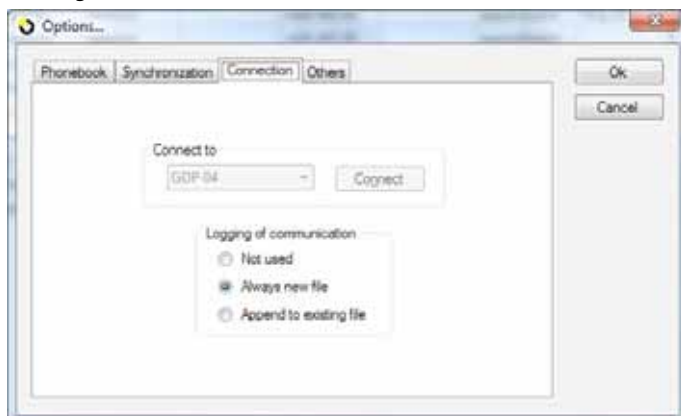 Options...
Phonebook Synchronization Connection Others
Ok
Cancel
Connect to
GDP-04 Connect
Logging of communication
Not used
Always new file
Append to existing file